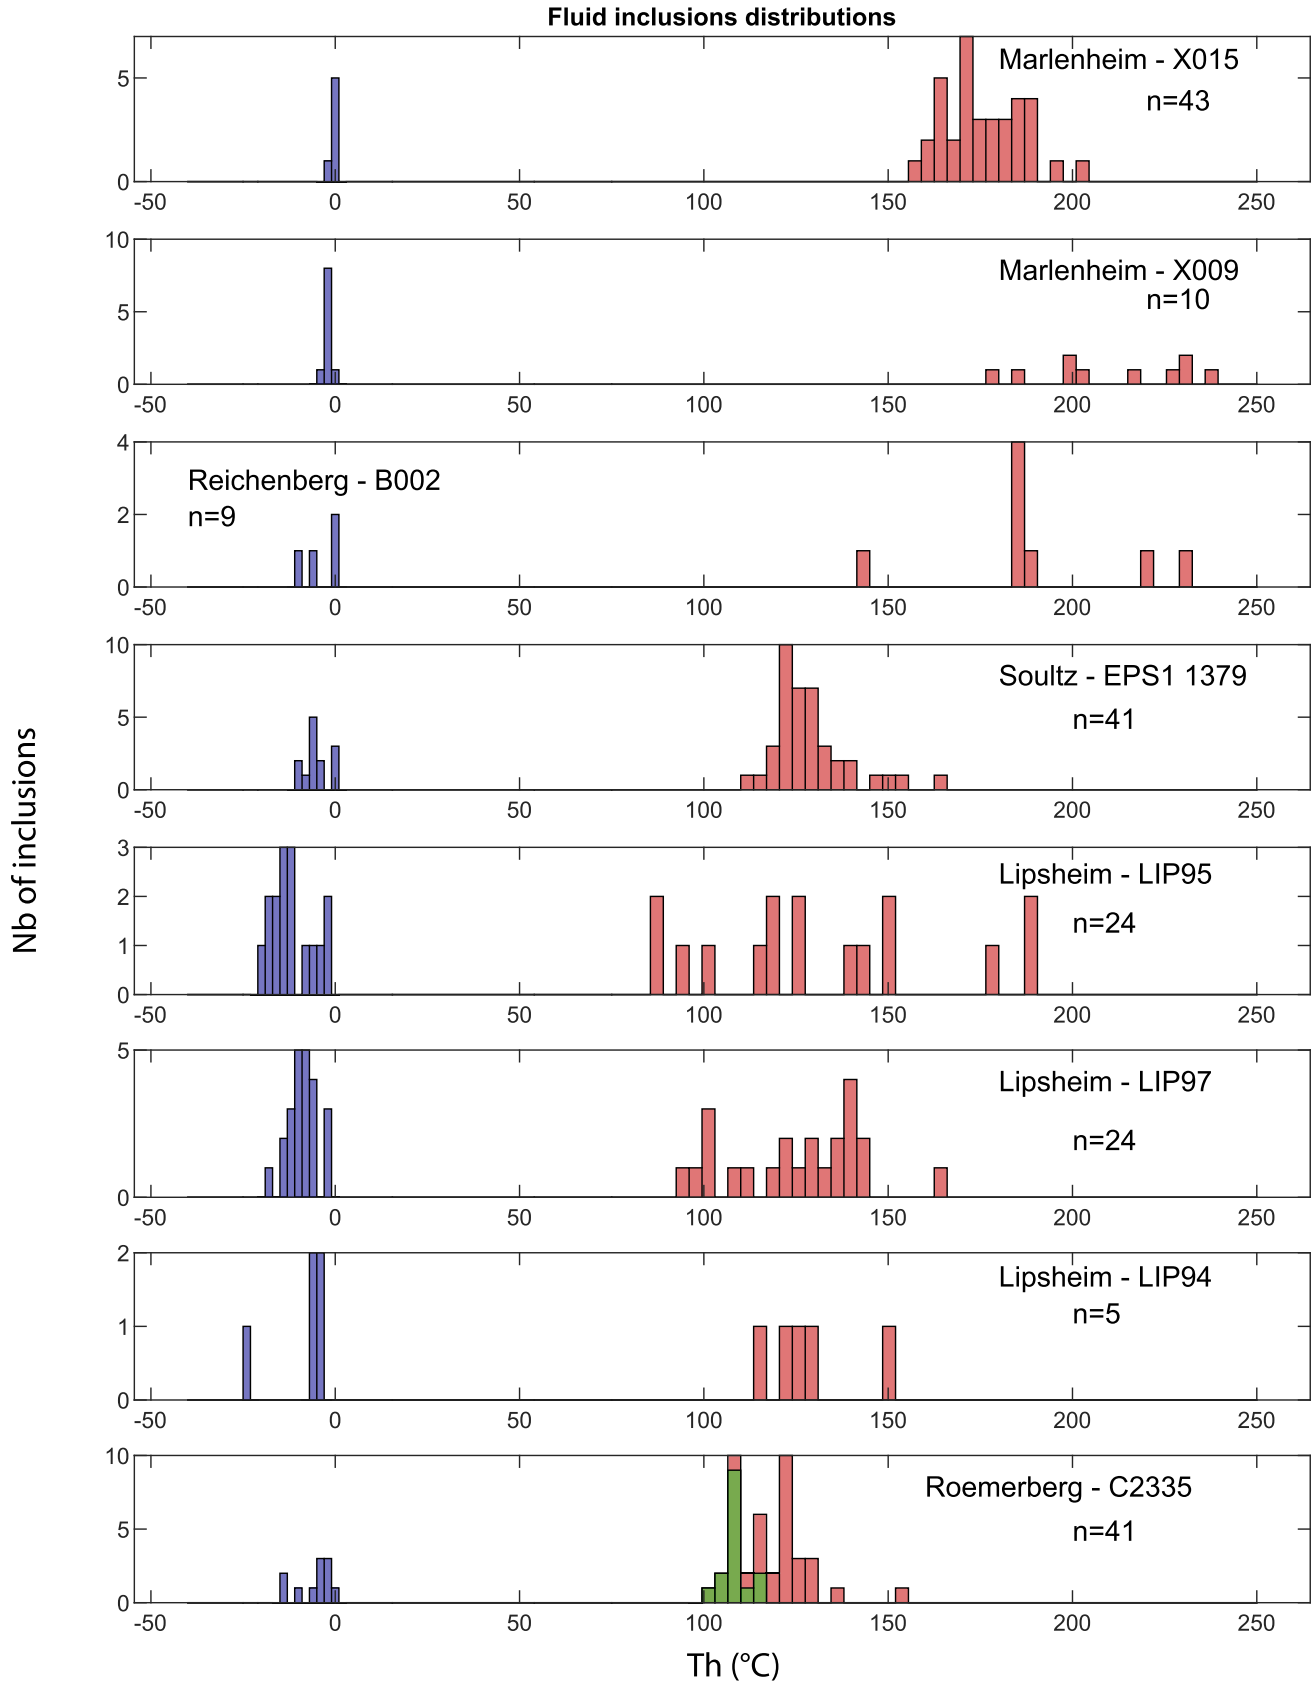 Fluid inclusions distributions
Marlenheim - X015
n=43
5
0
-50 0 50 100 150 200 250
Marlenheim - X009
n=10
10
5
0
-50 0 50 100 150 200 250
Reichenberg - B002
n=9
4
2
0
-50 0 50 100 150 200 250
Soultz - EPS1 1379
n=41
10
5
0
-50 0 50 100 150 200 250
Nb of inclusions
Lipsheim - LIP95
n=24
3
2
1
0
-50 0 50 100 150 200 250
Lipsheim - LIP97
n=24
5
0
-50 0 50 100 150 200 250
Lipsheim - LIP94
n=5
2
1
0
-50 0 50 100 150 200 250
Roemerberg - C2335
n=41
10
5
0
-50 0 50 100 150 200 250
Th (°C)